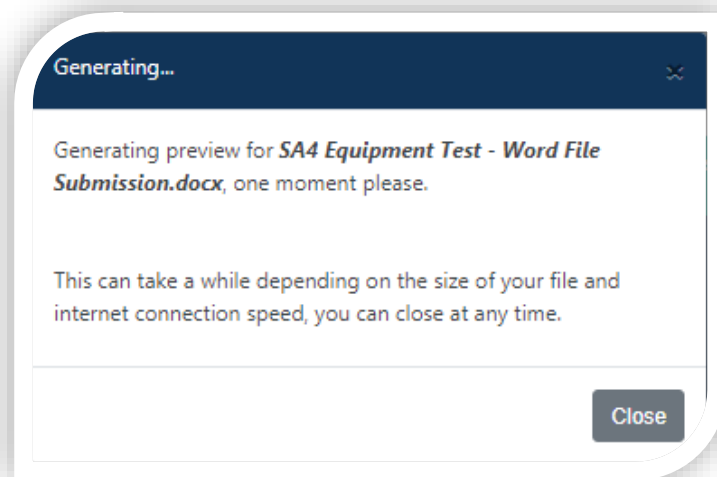 Generating...
Generating preview for SA4 Equipment Test - Word File
Submission.docx, one moment please.
This can take a while depending on the size of your file and
internet connection speed, you can close at any time.
Close